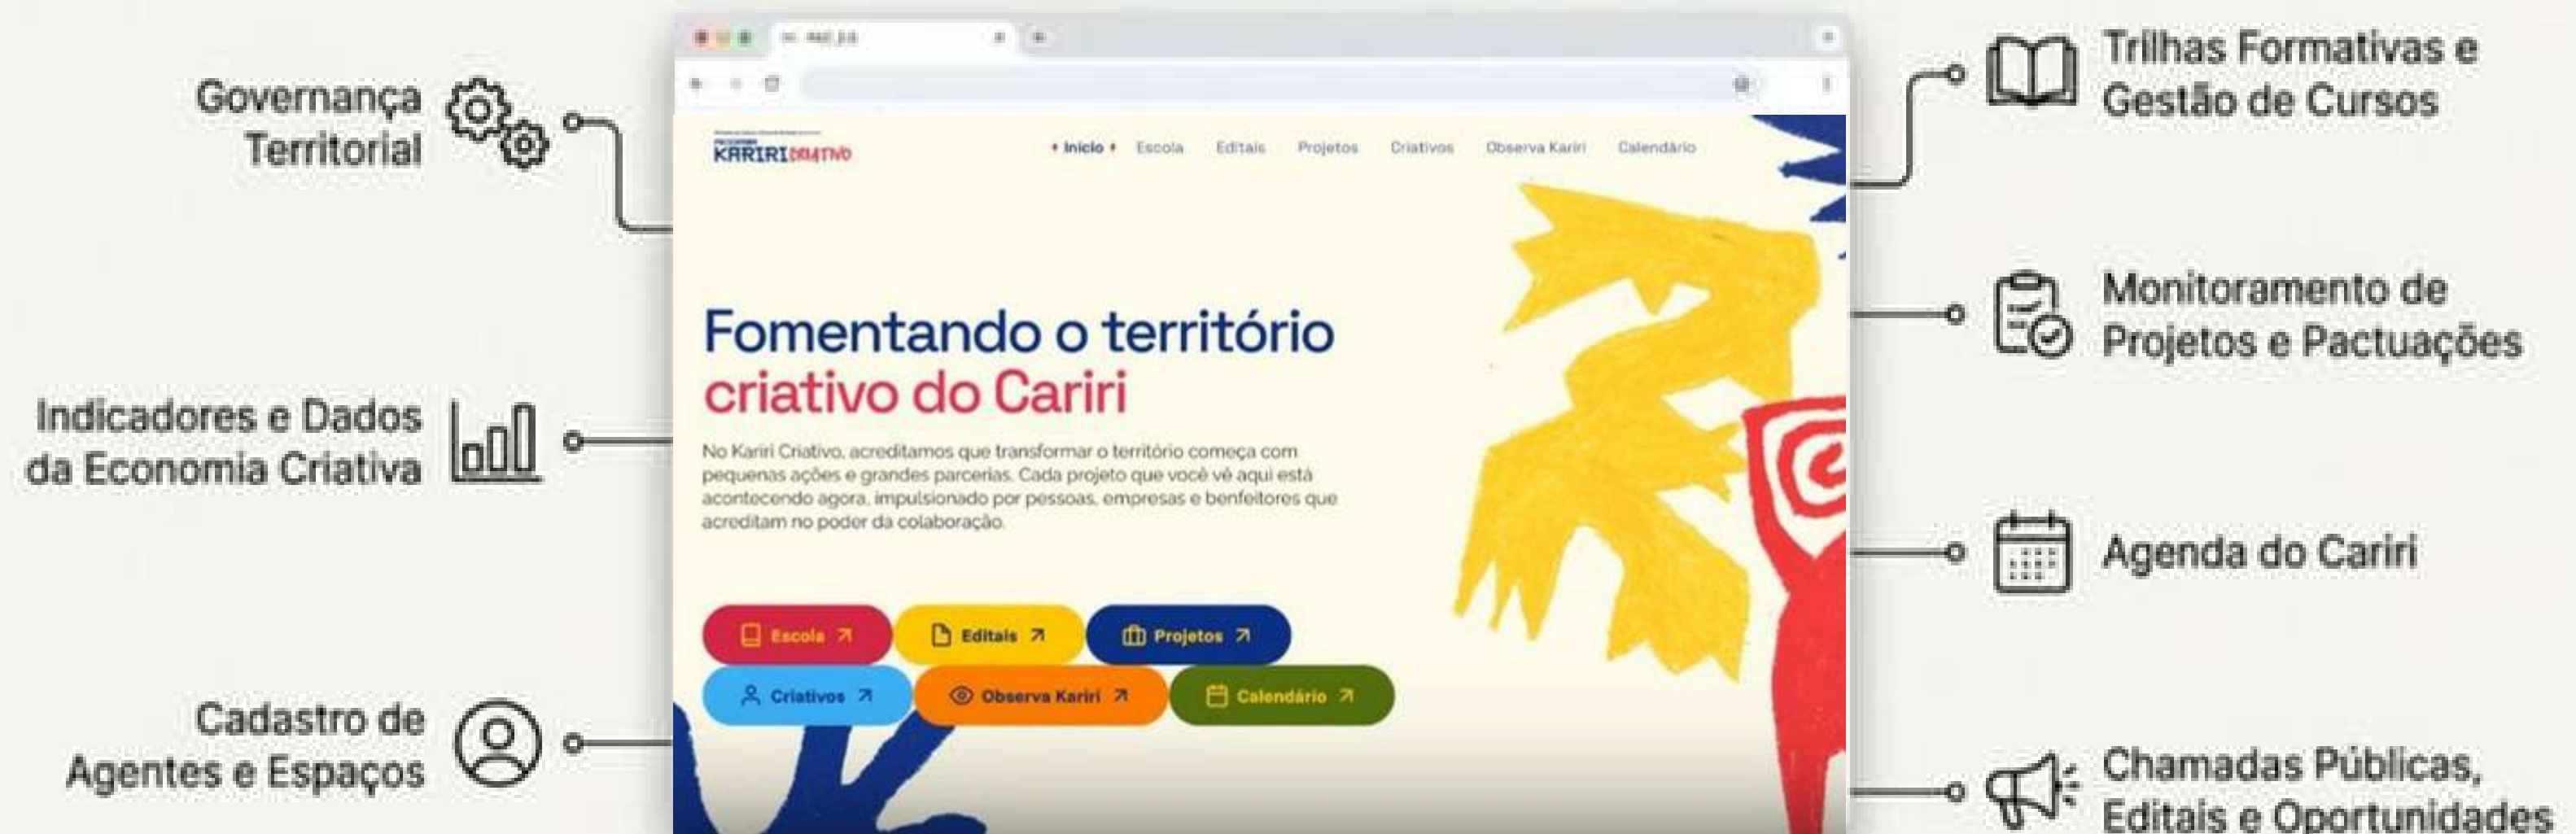 Governança
Territorial
Indicadores e Dados
da Economia Criativa
Cadastro de
Agentes e Espaços
KARIRI CRIATIVO
Início
Escola
Editais
Projetos
Criativos
Observa Kariri
Calendário
Fomentando o território
criativo do Cariri
No Kariri Criativo, acreditamos que transformar o território começa com
pequenas ações e grandes parcerias. Cada projeto que você vê aqui está
acontecendo agora, impulsionado por pessoas, empresas e benfeitores que
acreditam no poder da colaboração.
Escola
Editais
Projetos
Criativos
Observa Kariri
Calendário
Trilhas Formativas e
Gestão de Cursos
Monitoramento de
Projetos e Pactuações
Agenda do Cariri
Chamadas Públicas,
Editais e Oportunidades